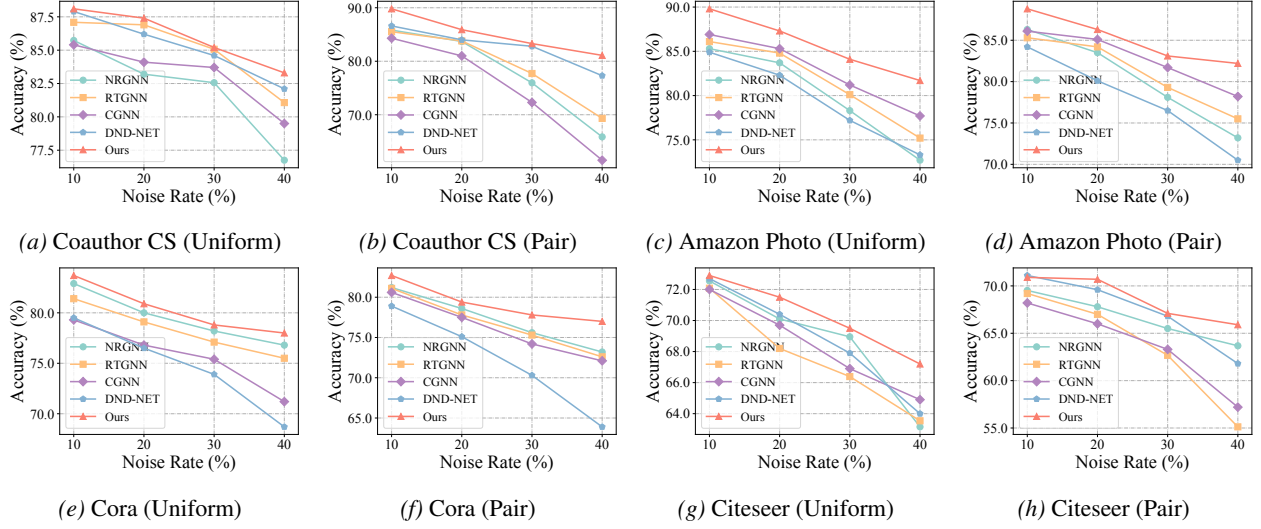 Accuracy (%)
87.5
85.0
82.5
80.0
77.5
NRGNN
RTGNN
CGNN
DND-NET
Ours
10 20 30 40
Noise Rate (%)
(a) Coauthor CS (Uniform)
Accuracy (%)
90.0
80.0
70.0
NRGNN
RTGNN
CGNN
DND-NET
Ours
10 20 30 40
Noise Rate (%)
(b) Coauthor CS (Pair)
Accuracy (%)
90.0
85.0
80.0
75.0
NRGNN
RTGNN
CGNN
DND-NET
Ours
10 20 30 40
Noise Rate (%)
(c) Amazon Photo (Uniform)
Accuracy (%)
85.0
80.0
75.0
70.0
NRGNN
RTGNN
CGNN
DND-NET
Ours
10 20 30 40
Noise Rate (%)
(d) Amazon Photo (Pair)
Accuracy (%)
80.0
75.0
70.0
NRGNN
RTGNN
CGNN
DND-NET
Ours
10 20 30 40
Noise Rate (%)
(e) Cora (Uniform)
Accuracy (%)
80.0
75.0
70.0
65.0
NRGNN
RTGNN
CGNN
DND-NET
Ours
10 20 30 40
Noise Rate (%)
(f) Cora (Pair)
Accuracy (%)
72.0
70.0
68.0
66.0
64.0
NRGNN
RTGNN
CGNN
DND-NET
Ours
10 20 30 40
Noise Rate (%)
(g) Citeseer (Uniform)
Accuracy (%)
70.0
65.0
60.0
55.0
NRGNN
RTGNN
CGNN
DND-NET
Ours
10 20 30 40
Noise Rate (%)
(h) Citeseer (Pair)